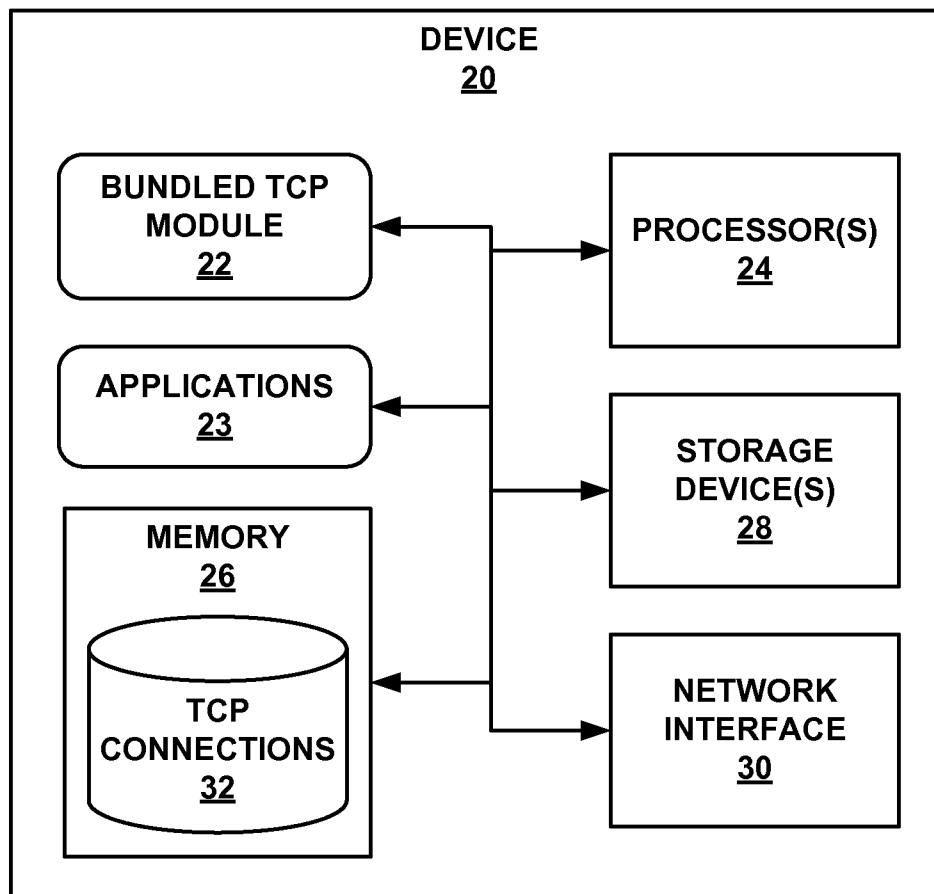 DEVICE
20
BUNDLED TCP
MODULE
22
PROCESSOR(S)
24
APPLICATIONS
23
STORAGE
DEVICE(S)
28
MEMORY
26
TCP
CONNECTIONS
32
NETWORK
INTERFACE
30